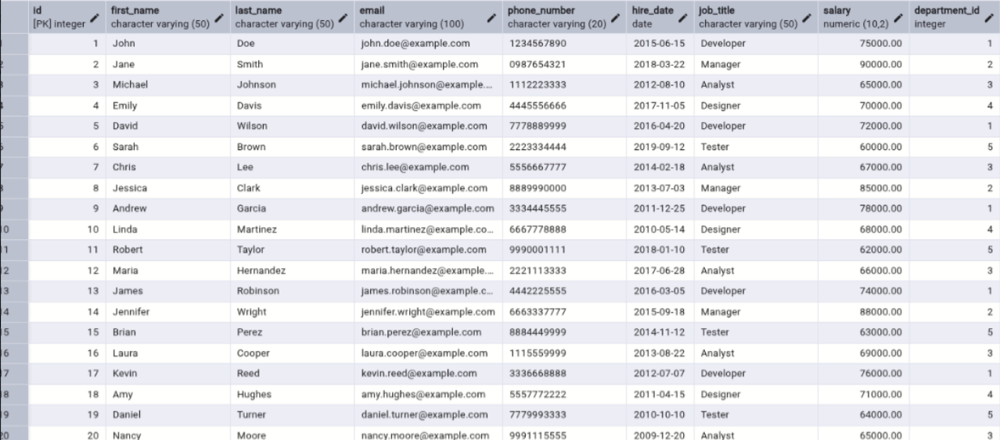 id first_name last_name email phone_number hire_date job_title salary department_id
[PK] integer character varying (50) character varying (50) character varying (100) character varying (20) date character varying (50) numeric (10,2) integer
1 John Doe john.doe@example.com 1234567890 2015-06-15 Developer 75000.00 1
2 Jane Smith jane.smith@example.com 0987654321 2018-03-22 Manager 90000.00 2
3 3 Michael Johnson michael.johnson@example.... 1112223333 2012-08-10 Analyst 65000.00 3
4 4 Emily Davis emily.davis@example.com 4445556666 2017-11-05 Designer 70000.00 4
5 5 David Wilson david.wilson@example.com 7778889999 2016-04-20 Developer 72000.00 1
6 6 Sarah Brown sarah.brown@example.com 2223334444 2019-09-12 Tester 60000.00 5
7 7 Chris Lee chris.lee@example.com 5556667777 2014-02-18 Analyst 67000.00 3
8 8 Jessica Clark jessica.clark@example.com 8889990000 2013-07-03 Manager 85000.00 2
9 9 Andrew Garcia andrew.garcia@example.com 3334445555 2011-12-25 Developer 78000.00 1
10 10 Linda Martinez linda.martinez@example.co... 6667778888 2010-05-14 Designer 68000.00 4
11 11 Robert Taylor robert.taylor@example.com 9990001111 2018-01-10 Tester 62000.00 5
12 12 Maria Hernandez maria.hernandez@example.... 2221113333 2017-06-28 Analyst 66000.00 3
13 13 James Robinson james.robinson@example.c... 4442225555 2016-03-05 Developer 74000.00 1
14 14 Jennifer Wright jennifer.wright@example.com 6663337777 2015-09-18 Manager 88000.00 2
15 15 Brian Perez brian.perez@example.com 8884449999 2014-11-12 Tester 63000.00 5
16 16 Laura Cooper laura.cooper@example.com 1115559999 2013-08-22 Analyst 69000.00 3
17 17 Kevin Reed kevin.reed@example.com 3336668888 2012-07-07 Developer 76000.00 1
18 18 Amy Hughes amy.hughes@example.com 5557772222 2011-04-15 Designer 71000.00 4
19 19 Daniel Turner daniel.turner@example.com 7779993333 2010-10-10 Tester 64000.00 5
20 20 Nancy Moore nancy.moore@example.com 9991115555 2009-12-20 Analyst 65000.00 3